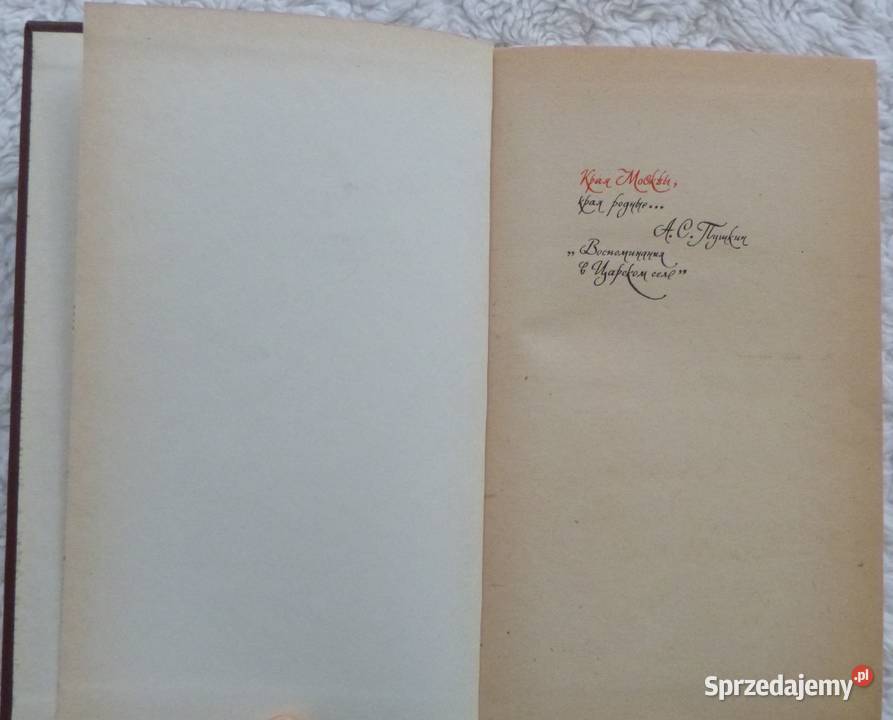 Края Москвы,
края родные...
А. С. Пушкин
„Воспоминания
в Царском селе"
Sprzedajemy.pl